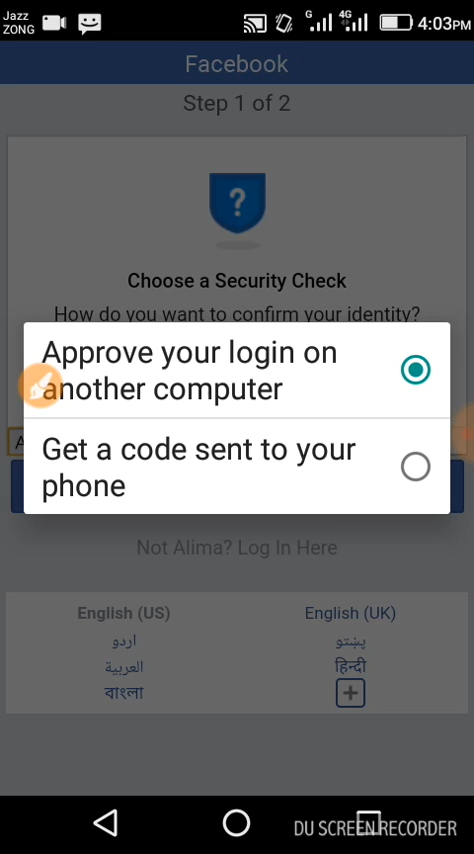 Jazz
ZONG
G
4G
4:03PM
Facebook
Step 1 of 2
?
Choose a Security Check
How do you want to confirm your identity?
Approve your login on
another computer
A
Get a code sent to your
phone
Not Alima? Log In Here
English (US)
English (UK)
اردو
پښتو
العربية
हिन्दी
বাংলা
+
DU SCREEN RECORDER